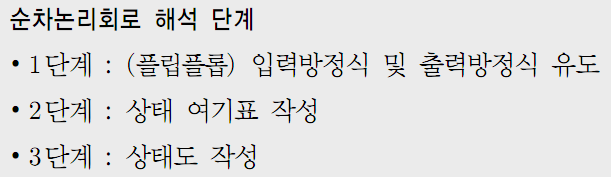 순차논리회로 해석 단계
• 1단계 : (플립플롭) 입력방정식 및 출력방정식 유도
• 2단계 : 상태 여기표 작성
• 3단계 : 상태도 작성